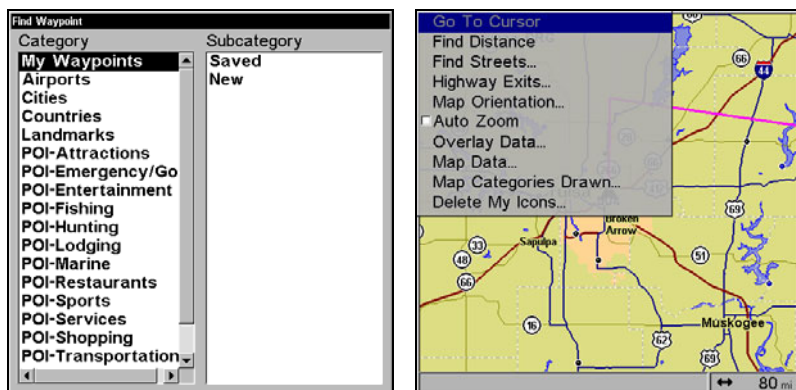 Find Waypoint
Category
Subcategory
My Waypoints
Airports
Cities
Countries
Landmarks
POI-Attractions
POI-Emergency/Go
POI-Entertainment
POI-Fishing
POI-Hunting
POI-Lodging
POI-Marine
POI-Restaurants
POI-Sports
POI-Services
POI-Shopping
POI-Transportation
Saved
New
Go To Cursor
Find Distance
Find Streets...
Highway Exits...
Map Orientation...
Auto Zoom
Overlay Data...
Map Data...
Map Categories Drawn...
Delete My Icons...
66
44
69
Broken
Arrow
Sapulpa
33
48
51
66
16
Muskogee
62
69
80 mi